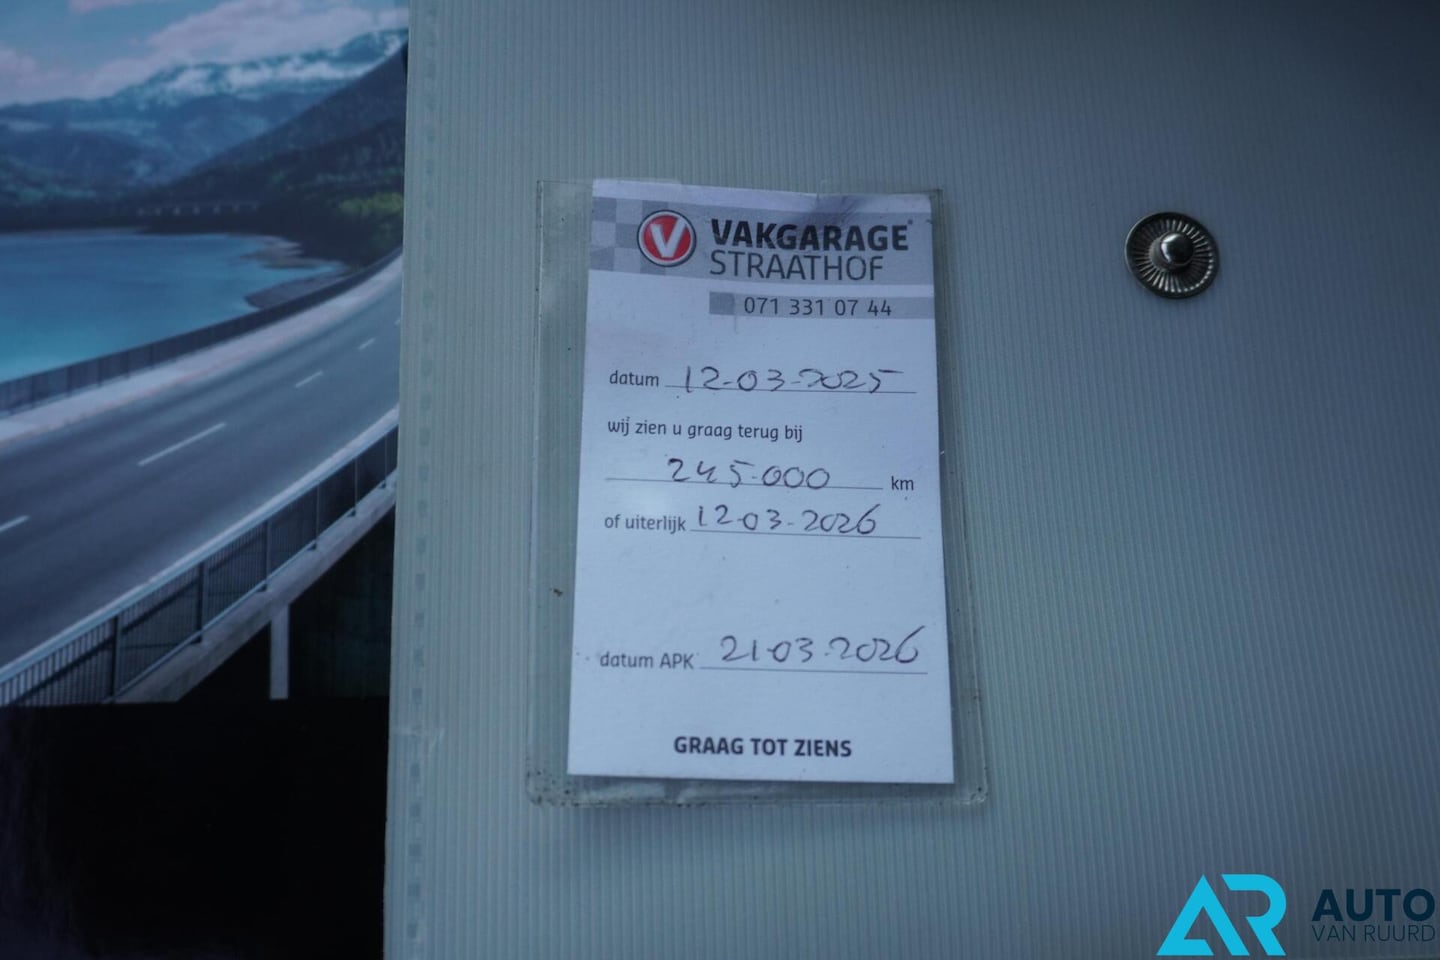 V VAKGARAGE®
STRAATHOF
071 331 07 44
datum 12-03-2025
wij zien u graag terug bij
245.000 km
of uiterlijk 12-03-2026
datum APK 21-03-2026
GRAAG TOT ZIENS
AR AUTO
VAN RUURD